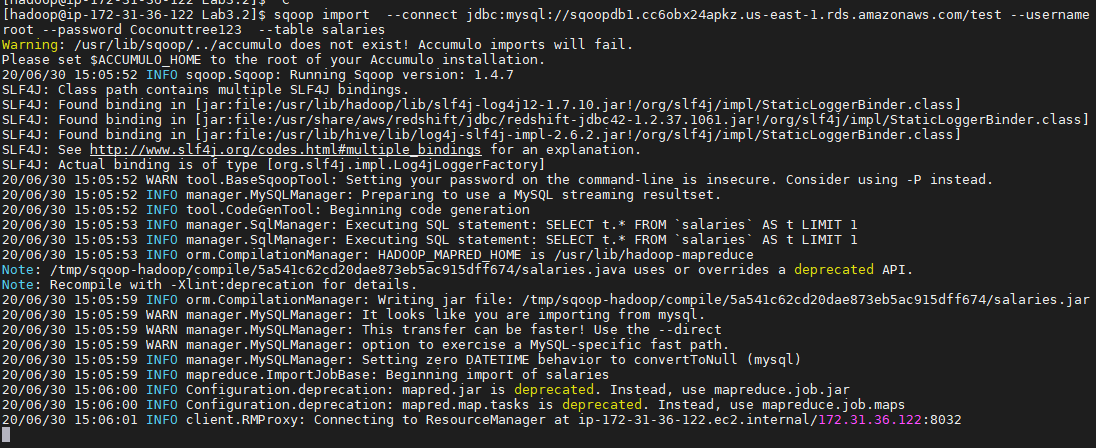 [hadoop@ip-172-31-36-122 Lab3.2]$ ^C
[hadoop@ip-172-31-36-122 Lab3.2]$ sqoop import  --connect jdbc:mysql://sqoopdb1.cc6obx24apkz.us-east-1.rds.amazonaws.com/test --username
root --password Coconuttree123  --table salaries
Warning: /usr/lib/sqoop/../accumulo does not exist! Accumulo imports will fail.
Please set $ACCUMULO_HOME to the root of your Accumulo installation.
20/06/30 15:05:52 INFO sqoop.Sqoop: Running Sqoop version: 1.4.7
SLF4J: Class path contains multiple SLF4J bindings.
SLF4J: Found binding in [jar:file:/usr/lib/hadoop/lib/slf4j-log4j12-1.7.10.jar!/org/slf4j/impl/StaticLoggerBinder.class]
SLF4J: Found binding in [jar:file:/usr/share/aws/redshift/jdbc/redshift-jdbc42-1.2.37.1061.jar!/org/slf4j/impl/StaticLoggerBinder.class]
SLF4J: Found binding in [jar:file:/usr/lib/hive/lib/log4j-slf4j-impl-2.6.2.jar!/org/slf4j/impl/StaticLoggerBinder.class]
SLF4J: See http://www.slf4j.org/codes.html#multiple_bindings for an explanation.
SLF4J: Actual binding is of type [org.slf4j.impl.Log4jLoggerFactory]
20/06/30 15:05:52 WARN tool.BaseSqoopTool: Setting your password on the command-line is insecure. Consider using -P instead.
20/06/30 15:05:52 INFO manager.MySQLManager: Preparing to use a MySQL streaming resultset.
20/06/30 15:05:52 INFO tool.CodeGenTool: Beginning code generation
20/06/30 15:05:53 INFO manager.SqlManager: Executing SQL statement: SELECT t.* FROM `salaries` AS t LIMIT 1
20/06/30 15:05:53 INFO manager.SqlManager: Executing SQL statement: SELECT t.* FROM `salaries` AS t LIMIT 1
20/06/30 15:05:53 INFO orm.CompilationManager: HADOOP_MAPRED_HOME is /usr/lib/hadoop-mapreduce
Note: /tmp/sqoop-hadoop/compile/5a541c62cd20dae873eb5ac915dff674/salaries.java uses or overrides a deprecated API.
Note: Recompile with -Xlint:deprecation for details.
20/06/30 15:05:59 INFO orm.CompilationManager: Writing jar file: /tmp/sqoop-hadoop/compile/5a541c62cd20dae873eb5ac915dff674/salaries.jar
20/06/30 15:05:59 WARN manager.MySQLManager: It looks like you are importing from mysql.
20/06/30 15:05:59 WARN manager.MySQLManager: This transfer can be faster! Use the --direct
20/06/30 15:05:59 WARN manager.MySQLManager: option to exercise a MySQL-specific fast path.
20/06/30 15:05:59 INFO manager.MySQLManager: Setting zero DATETIME behavior to convertToNull (mysql)
20/06/30 15:05:59 INFO mapreduce.ImportJobBase: Beginning import of salaries
20/06/30 15:06:00 INFO Configuration.deprecation: mapred.jar is deprecated. Instead, use mapreduce.job.jar
20/06/30 15:06:00 INFO Configuration.deprecation: mapred.map.tasks is deprecated. Instead, use mapreduce.job.maps
20/06/30 15:06:01 INFO client.RMProxy: Connecting to ResourceManager at ip-172-31-36-122.ec2.internal/172.31.36.122:8032